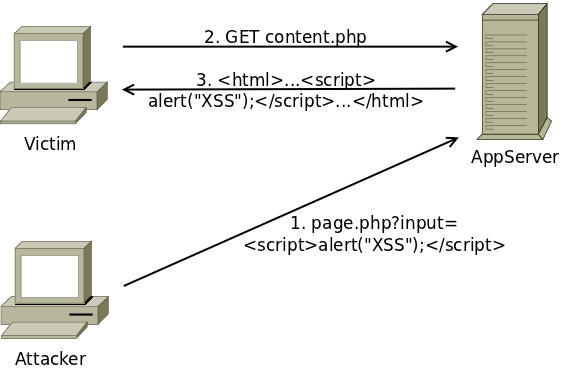 2. GET content.php
3. <html>...<script>
alert("XSS");</script>...</html>
Victim
AppServer
1. page.php?input=
<script>alert("XSS");</script>
Attacker